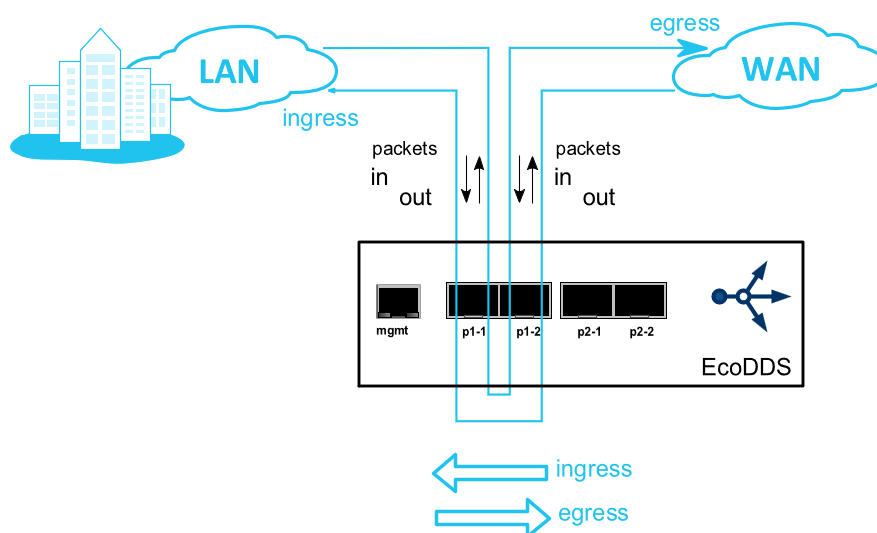 egress
LAN
WAN
ingress
packets
in
out
packets
in
out
mgmt
p1-1
p1-2
p2-1
p2-2
EcoDDS
ingress
egress